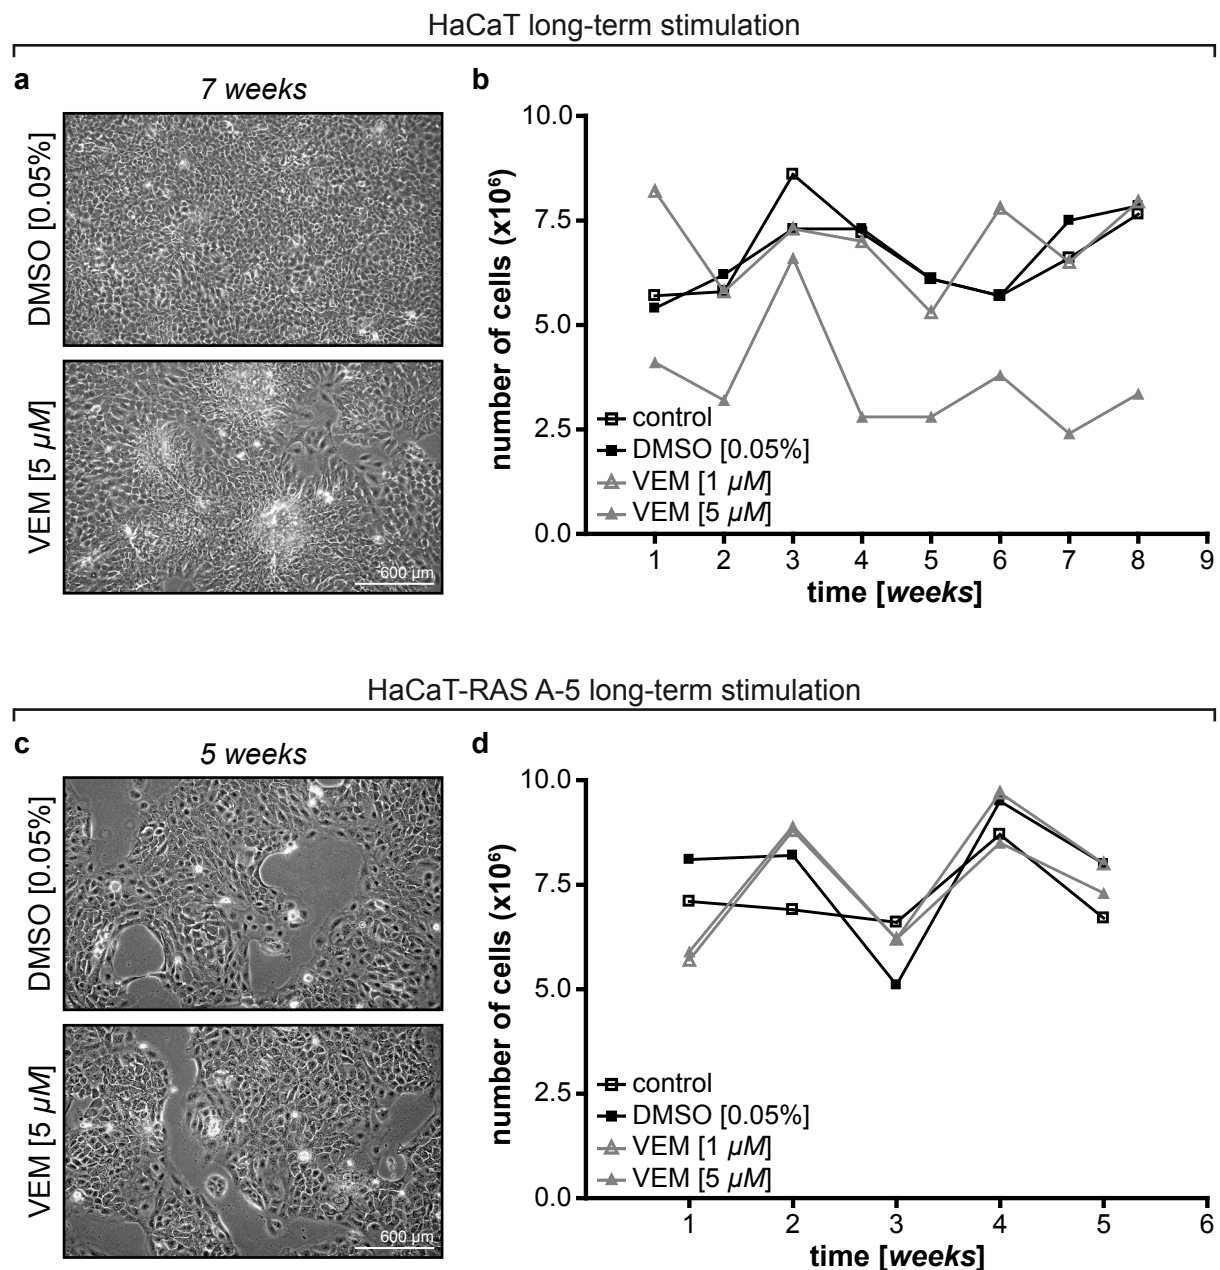 HaCaT long-term stimulation
a
7 weeks
DMSO [0.05%]
VEM [5 µM]
600 µm
b
number of cells (x10⁶)
10.0
7.5
5.0
2.5
0.0
control
DMSO [0.05%]
VEM [1 µM]
VEM [5 µM]
1 2 3 4 5 6 7 8 9
time [weeks]
HaCaT-RAS A-5 long-term stimulation
c
5 weeks
DMSO [0.05%]
VEM [5 µM]
600 µm
d
number of cells (x10⁶)
10.0
7.5
5.0
2.5
0.0
control
DMSO [0.05%]
VEM [1 µM]
VEM [5 µM]
1 2 3 4 5 6
time [weeks]